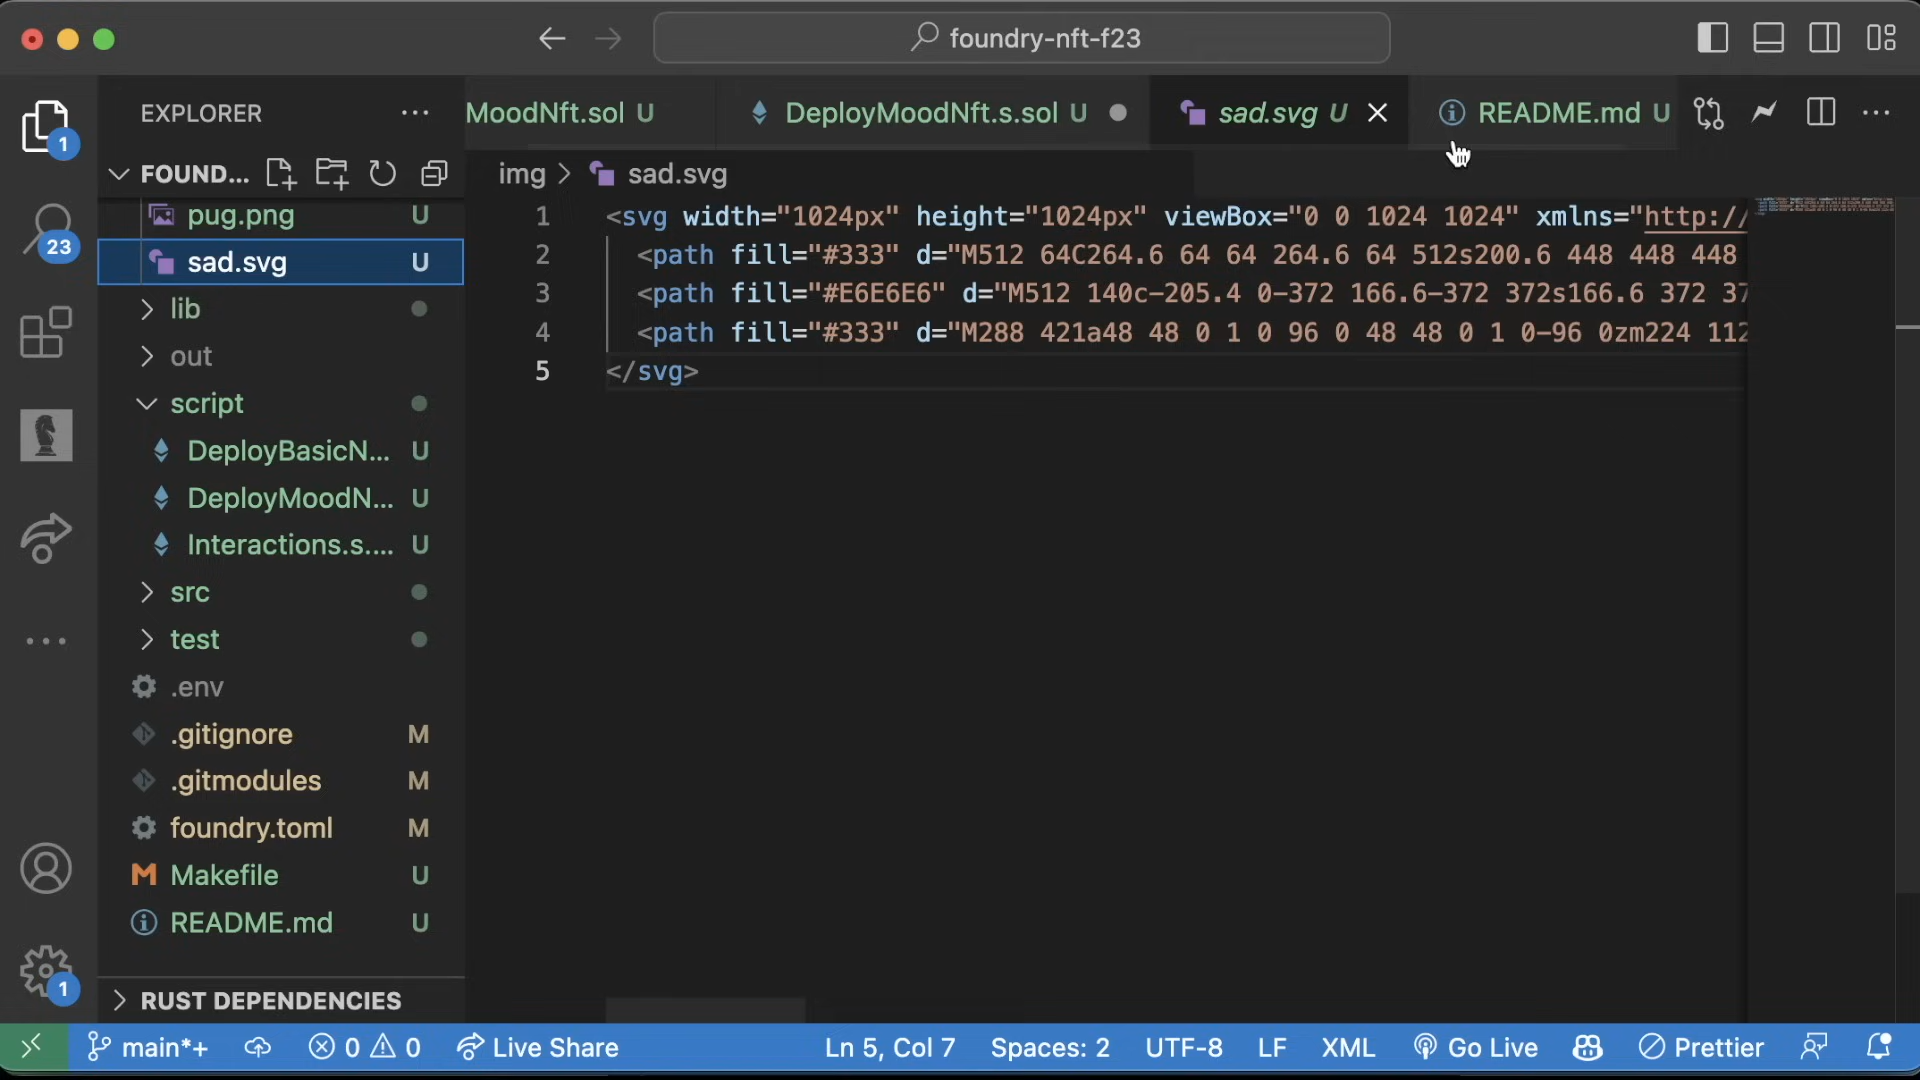 foundry-nft-f23
EXPLORER
MoodNft.sol U
DeployMoodNft.s.sol U
sad.svg U
README.md U
FOUND...
img > sad.svg
pug.png U
sad.svg U
lib
out
script
DeployBasicN... U
DeployMoodN... U
Interactions.s.... U
src
test
.env
.gitignore M
.gitmodules M
foundry.toml M
Makefile U
README.md U
RUST DEPENDENCIES
1
23
1
1 <svg width="1024px" height="1024px" viewBox="0 0 1024 1024" xmlns="http://
2 <path fill="#333" d="M512 64C264.6 64 64 264.6 64 512s200.6 448 448 448
3 <path fill="#E6E6E6" d="M512 140c-205.4 0-372 166.6-372 372s166.6 372 37
4 <path fill="#333" d="M288 421a48 48 0 1 0 96 0 48 48 0 1 0-96 0zm224 112
5 </svg>
main*+
0 0
Live Share
Ln 5, Col 7
Spaces: 2
UTF-8
LF
XML
Go Live
Prettier